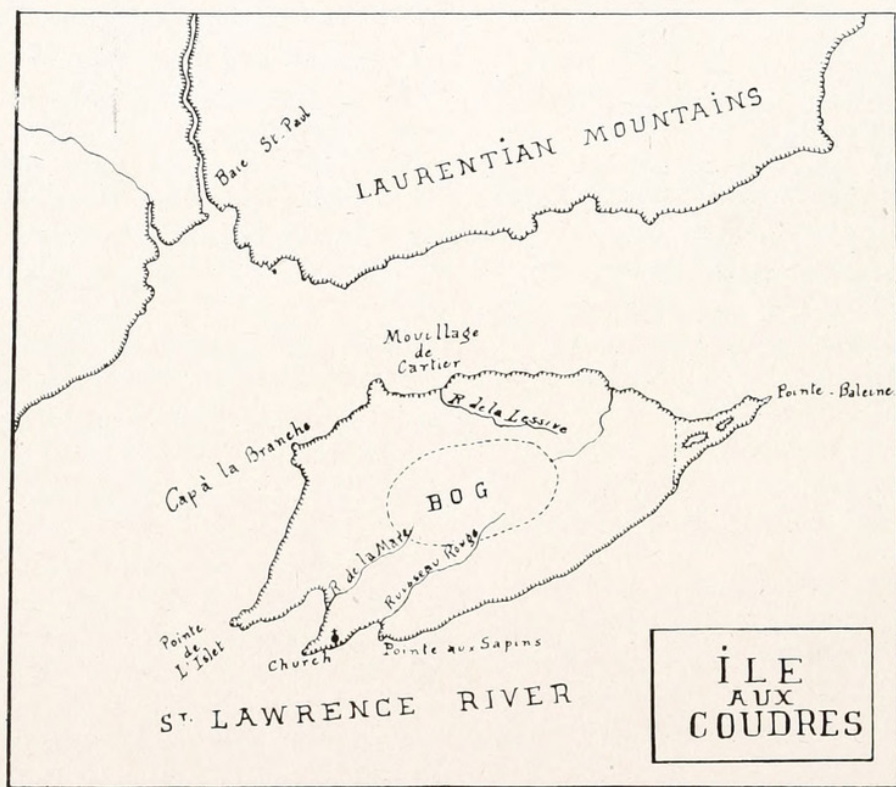 Baie St-Paul
LAURENTIAN MOUNTAINS
Mouillage
de
Cartier
Pointe-Baleine
R de la Lessive
Cap à la Branche
BOG
R de la Mare
Ruisseau Rouge
Pointe
de
L'Islet
Church
Pointe aux Sapins
ST. LAWRENCE RIVER
İLE
AUX
COUDRES